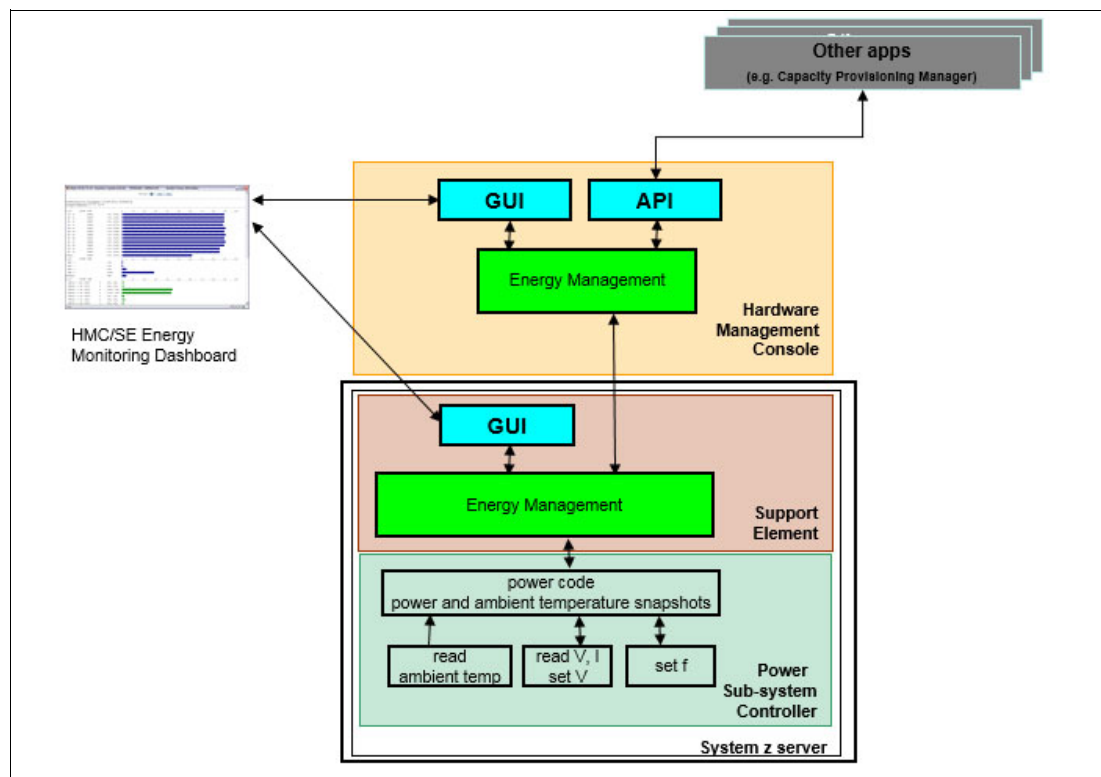 Other apps
(e.g. Capacity Provisioning Manager)
GUI
API
Energy Management
Hardware
Management
Console
HMC/SE Energy
Monitoring Dashboard
GUI
Energy Management
Support
Element
power code
power and ambient temperature snapshots
read
ambient temp
read V, I
set V
set f
Power
Sub-system
Controller
System z server